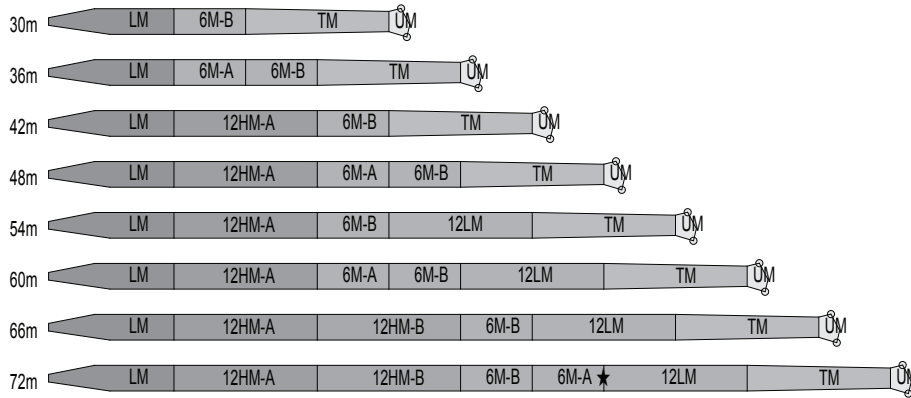 30m LM 6M-B TM UM
36m LM 6M-A 6M-B TM UM
42m LM 12HM-A 6M-B TM UM
48m LM 12HM-A 6M-A 6M-B TM UM
54m LM 12HM-A 6M-B 12LM TM UM
60m LM 12HM-A 6M-A 6M-B 12LM TM UM
66m LM 12HM-A 12HM-B 6M-B 12LM TM UM
72m LM 12HM-A 12HM-B 6M-B 6M-A ★ 12LM TM UM